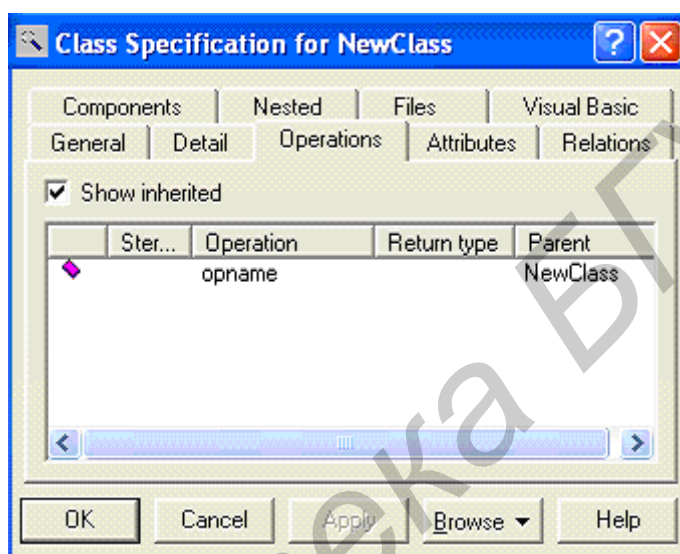 Class Specification for NewClass
Components Nested Files Visual Basic
General Detail Operations Attributes Relations
Show inherited
Ster... Operation Return type Parent
opname NewClass
OK Cancel Apply Browse Help